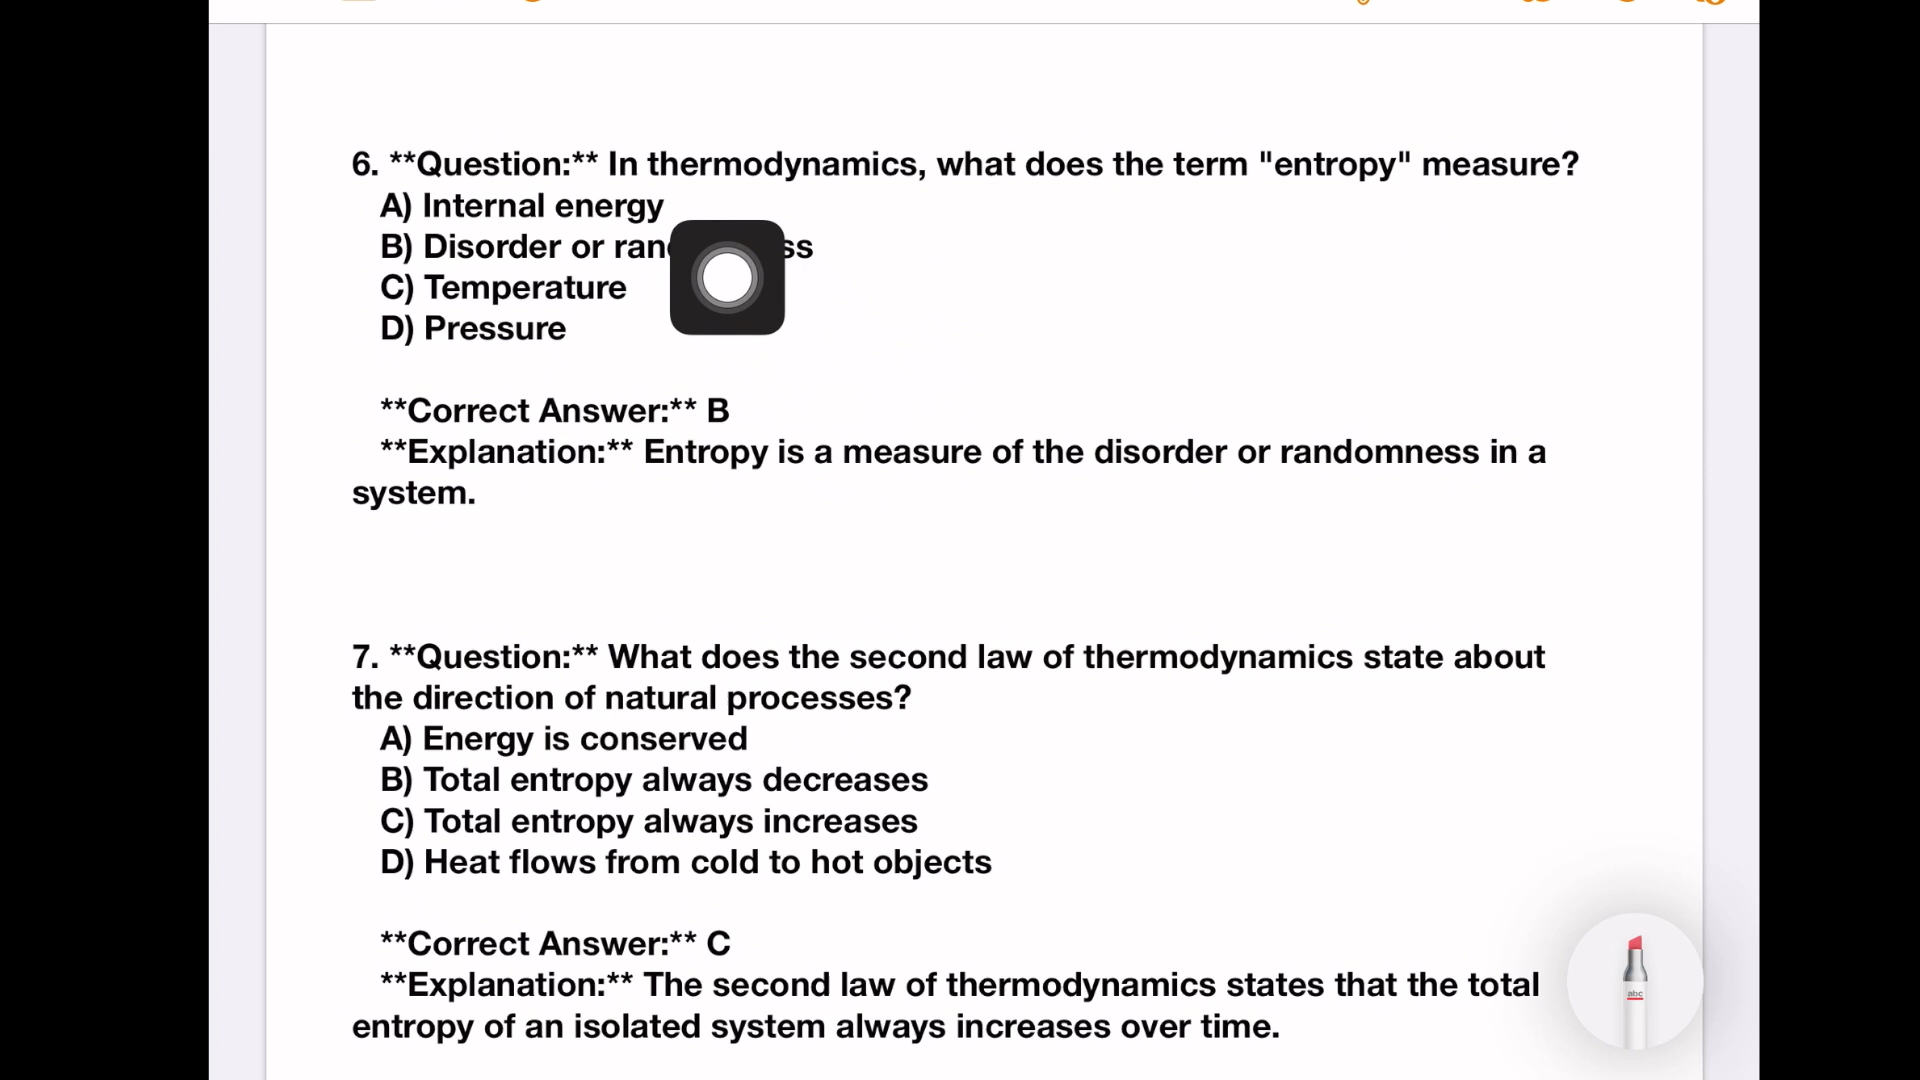 6. **Question:** In thermodynamics, what does the term "entropy" measure?
A) Internal energy
B) Disorder or
C) Temperature
D) Pressure
**Correct Answer:** B
**Explanation:** Entropy is a measure of the disorder or randomness in a
system.
7. **Question:** What does the second law of thermodynamics state about
the direction of natural processes?
A) Energy is conserved
B) Total entropy always decreases
C) Total entropy always increases
D) Heat flows from cold to hot objects
**Correct Answer:** C
**Explanation:** The second law of thermodynamics states that the total
entropy of an isolated system always increases over time.
abc